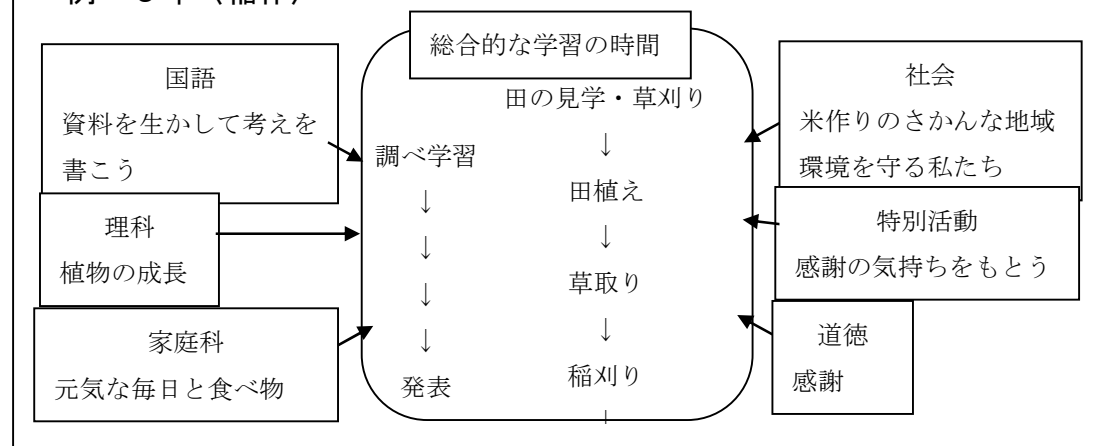 総合的な学習の時間
国語
資料を生かして考えを
書こう
理科
植物の成長
家庭科
元気な毎日と食べ物
調べ学習
↓
↓
↓
↓
発表
田の見学・草刈り
↓
田植え
↓
草取り
↓
稲刈り
社会
米作りのさかんな地域
環境を守る私たち
特別活動
感謝の気持ちをもとう
道徳
感謝